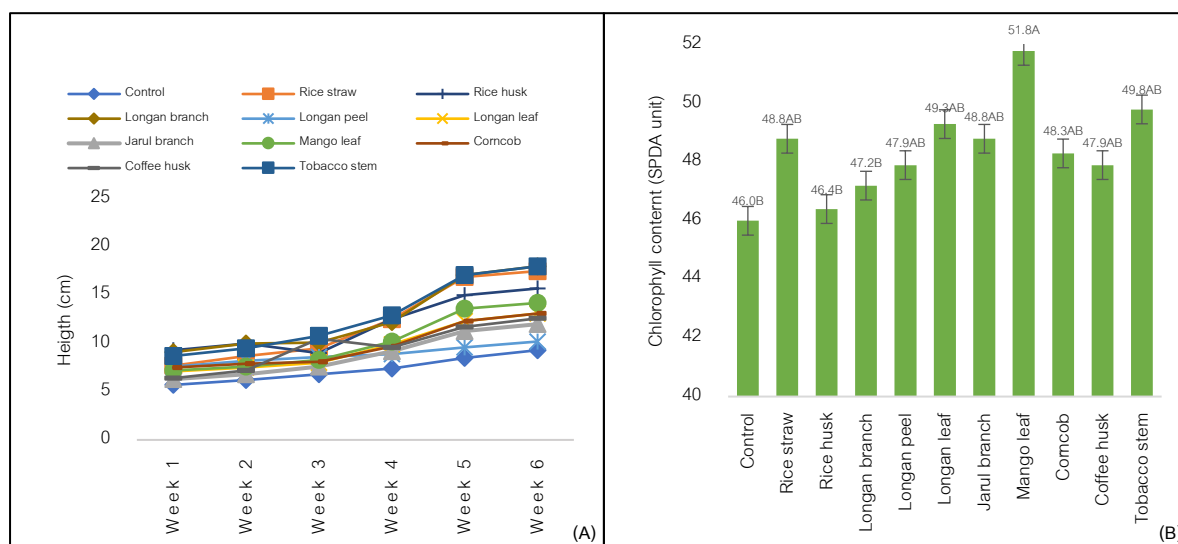 Control Rice straw Rice husk
Longan branch Longan peel Longan leaf
Jarul branch Mango leaf Corncob
Coffee husk Tobacco stem
Heigth (cm)
25
20
15
10
5
0
Week 1
Week 2
Week 3
Week 4
Week 5
Week 6
(A)
Chlorophyll conternt (SPDA unit)
52
50
48
46
44
42
40
46.0B
48.8AB
46.4B
47.2B
47.9AB
49.3AB
48.8AB
51.8A
48.3AB
47.9AB
49.8AB
Control
Rice straw
Rice husk
Longan branch
Longan peel
Longan leaf
Jarul branch
Mango leaf
Corncob
Coffee husk
Tobacco stem
(B)